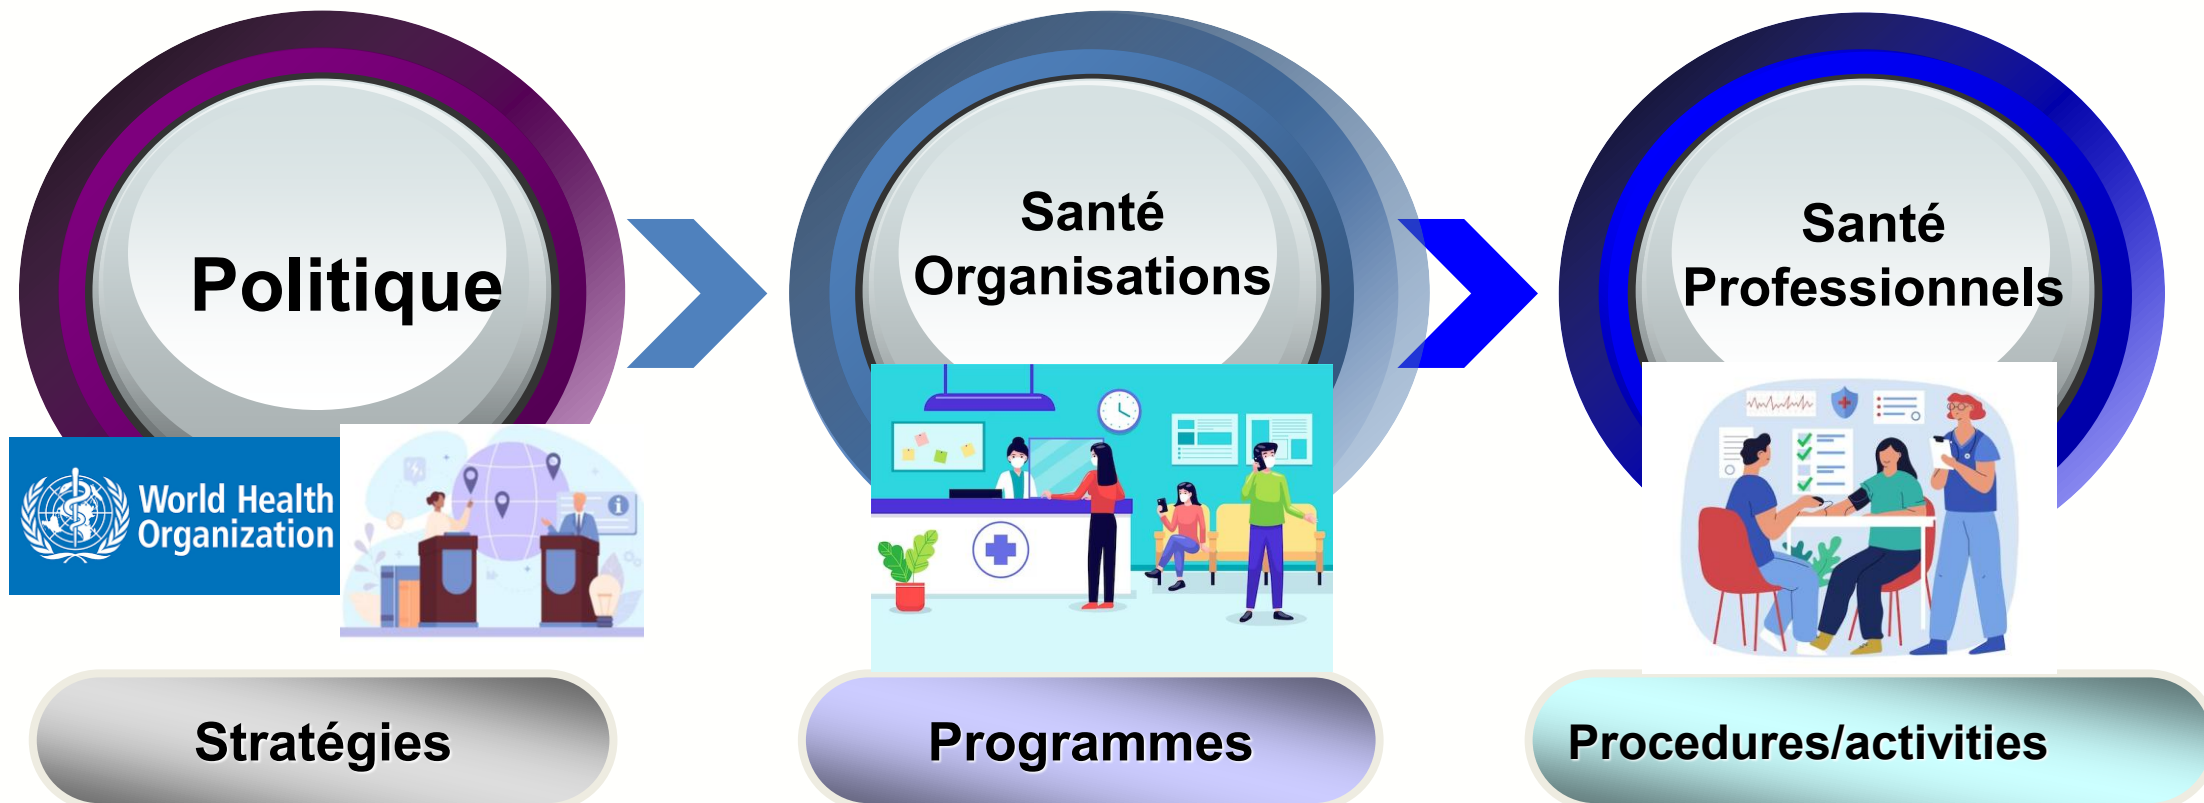 Politique
Santé
Organisations
Santé
Professionnels
World Health
Organization
Stratégies
Programmes
Procedures/activities